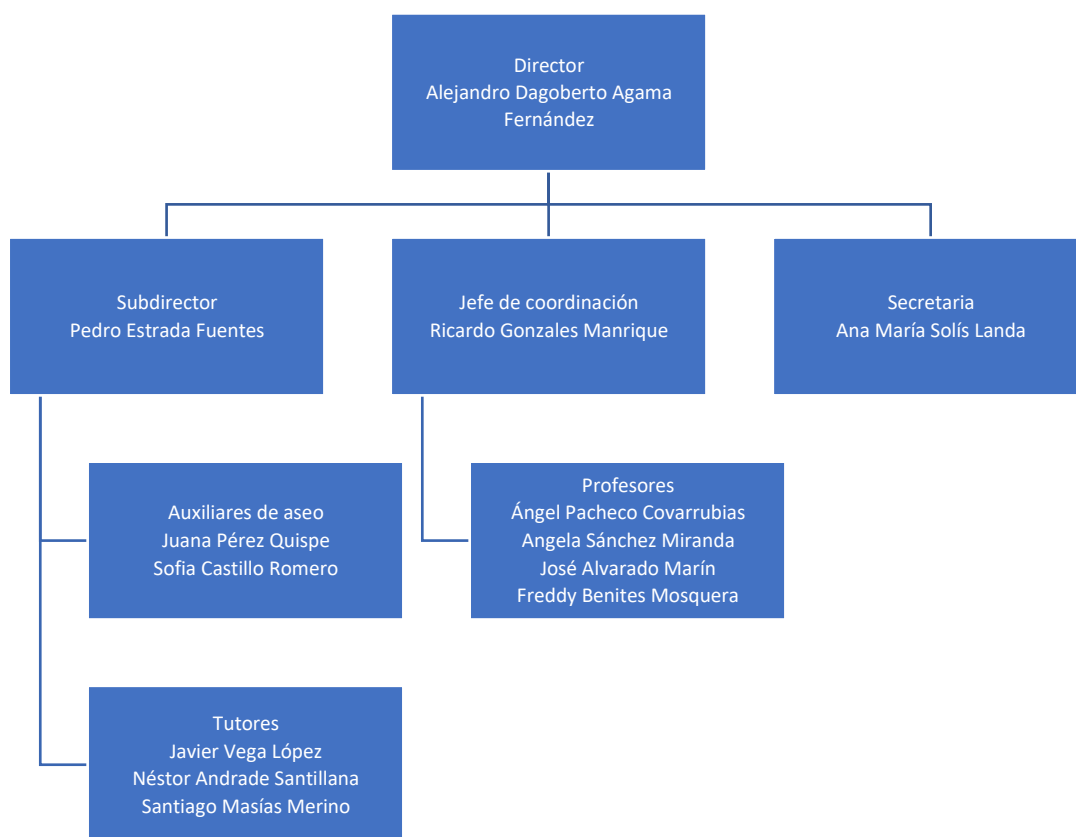 Director
Alejandro Dagoberto Agama
Fernández
Subdirector
Pedro Estrada Fuentes
Jefe de coordinación
Ricardo Gonzales Manrique
Secretaria
Ana María Solís Landa
Auxiliares de aseo
Juana Pérez Quispe
Sofia Castillo Romero
Profesores
Ángel Pacheco Covarrubias
Angela Sánchez Miranda
José Alvarado Marín
Freddy Benites Mosquera
Tutores
Javier Vega López
Néstor Andrade Santillana
Santiago Masías Merino